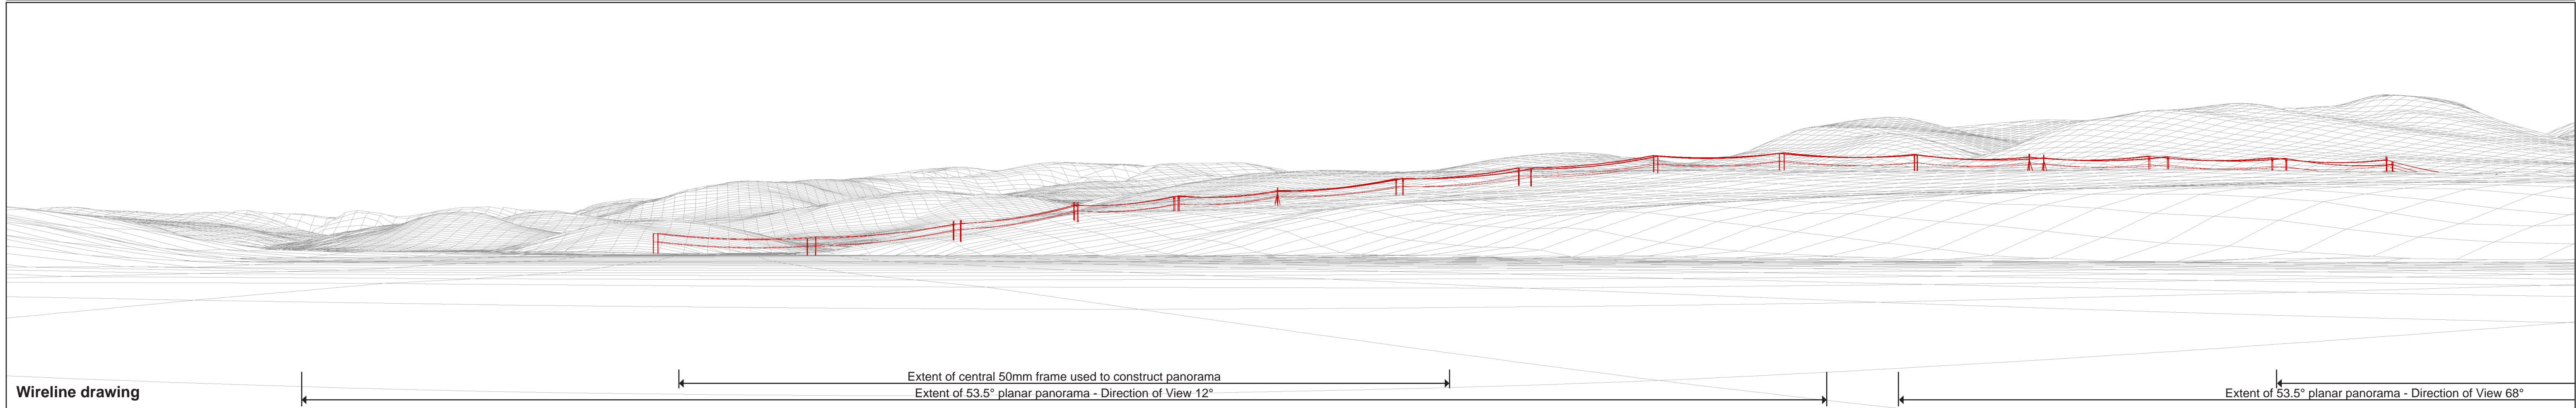 Extent of central 50mm frame used to construct panorama
Wireline drawing
Extent of 53.5° planar panorama - Direction of View 12°
Extent of 53.5° planar panorama - Direction of View 68°